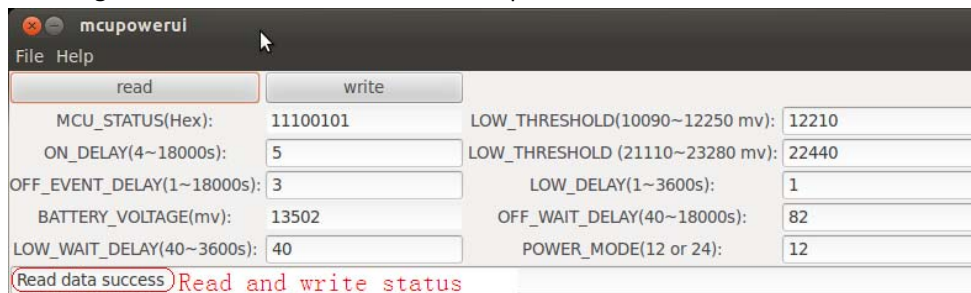 mcupowerui
File Help
read write
MCU_STATUS(Hex): 11100101 LOW_THRESHOLD(10090~12250 mv): 12210
ON_DELAY(4~18000s): 5 LOW_THRESHOLD (21110~23280 mv): 22440
OFF_EVENT_DELAY(1~18000s): 3 LOW_DELAY(1~3600s): 1
BATTERY_VOLTAGE(mv): 13502 OFF_WAIT_DELAY(40~18000s): 82
LOW_WAIT_DELAY(40~3600s): 40 POWER_MODE(12 or 24): 12
Read data success Read and write status